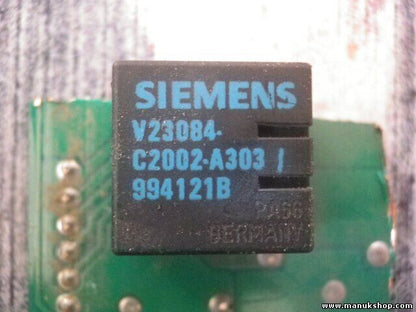 SIEMENS
V23084-
C2002-A303 /
994121B
GERMANY
www.manukshop.com